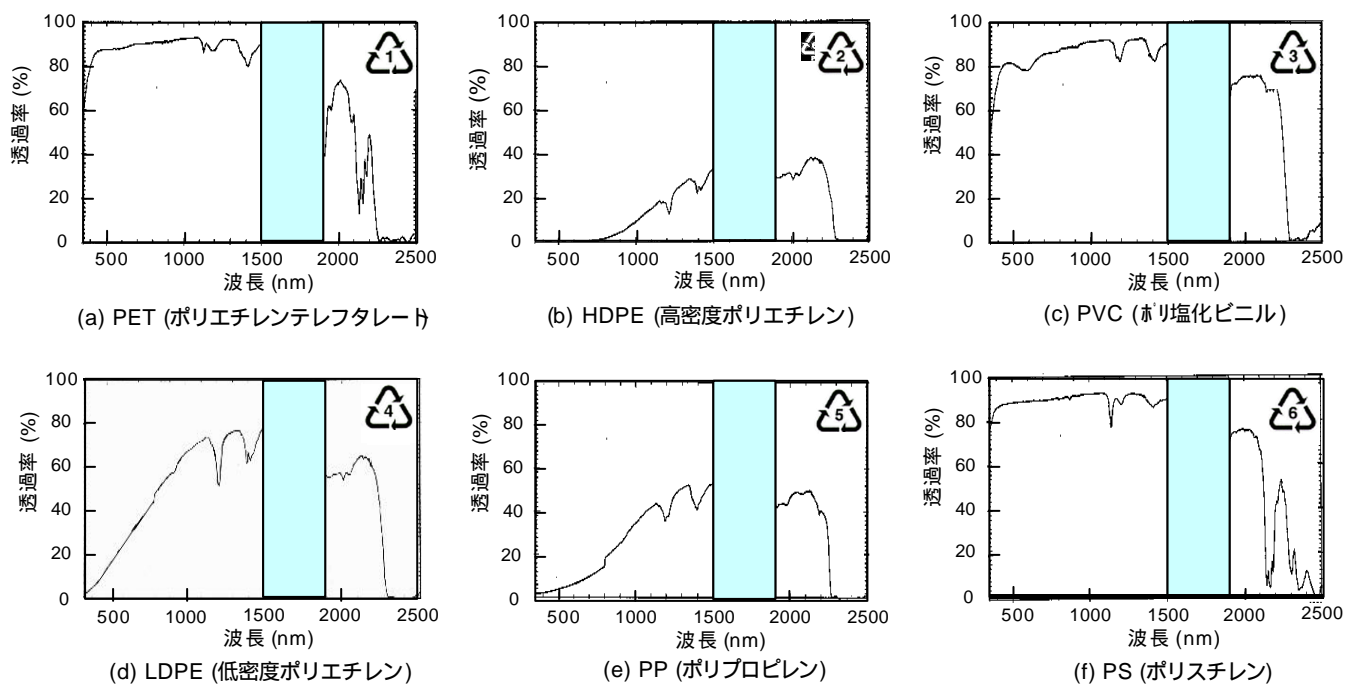 100
80
60
40
20
0
透過率 (%)
1
500 1000 1500 2000 2500
波長 (nm)
(a) PET (ポリエチレンテレフタレート)
100
80
60
40
20
0
透過率 (%)
2
500 1000 1500 2000 2500
波長 (nm)
(b) HDPE (高密度ポリエチレン)
100
80
60
40
20
0
透過率 (%)
3
500 1000 1500 2000 2500
波長 (nm)
(c) PVC (ポリ塩化ビニル)
100
80
60
40
20
0
透過率 (%)
4
500 1000 1500 2000 2500
波長 (nm)
(d) LDPE (低密度ポリエチレン)
100
80
60
40
20
0
透過率 (%)
5
500 1000 1500 2000 2500
波長 (nm)
(e) PP (ポリプロピレン)
100
80
60
40
20
0
透過率 (%)
6
500 1000 1500 2000 2500
波長 (nm)
(f) PS (ポリスチレン)